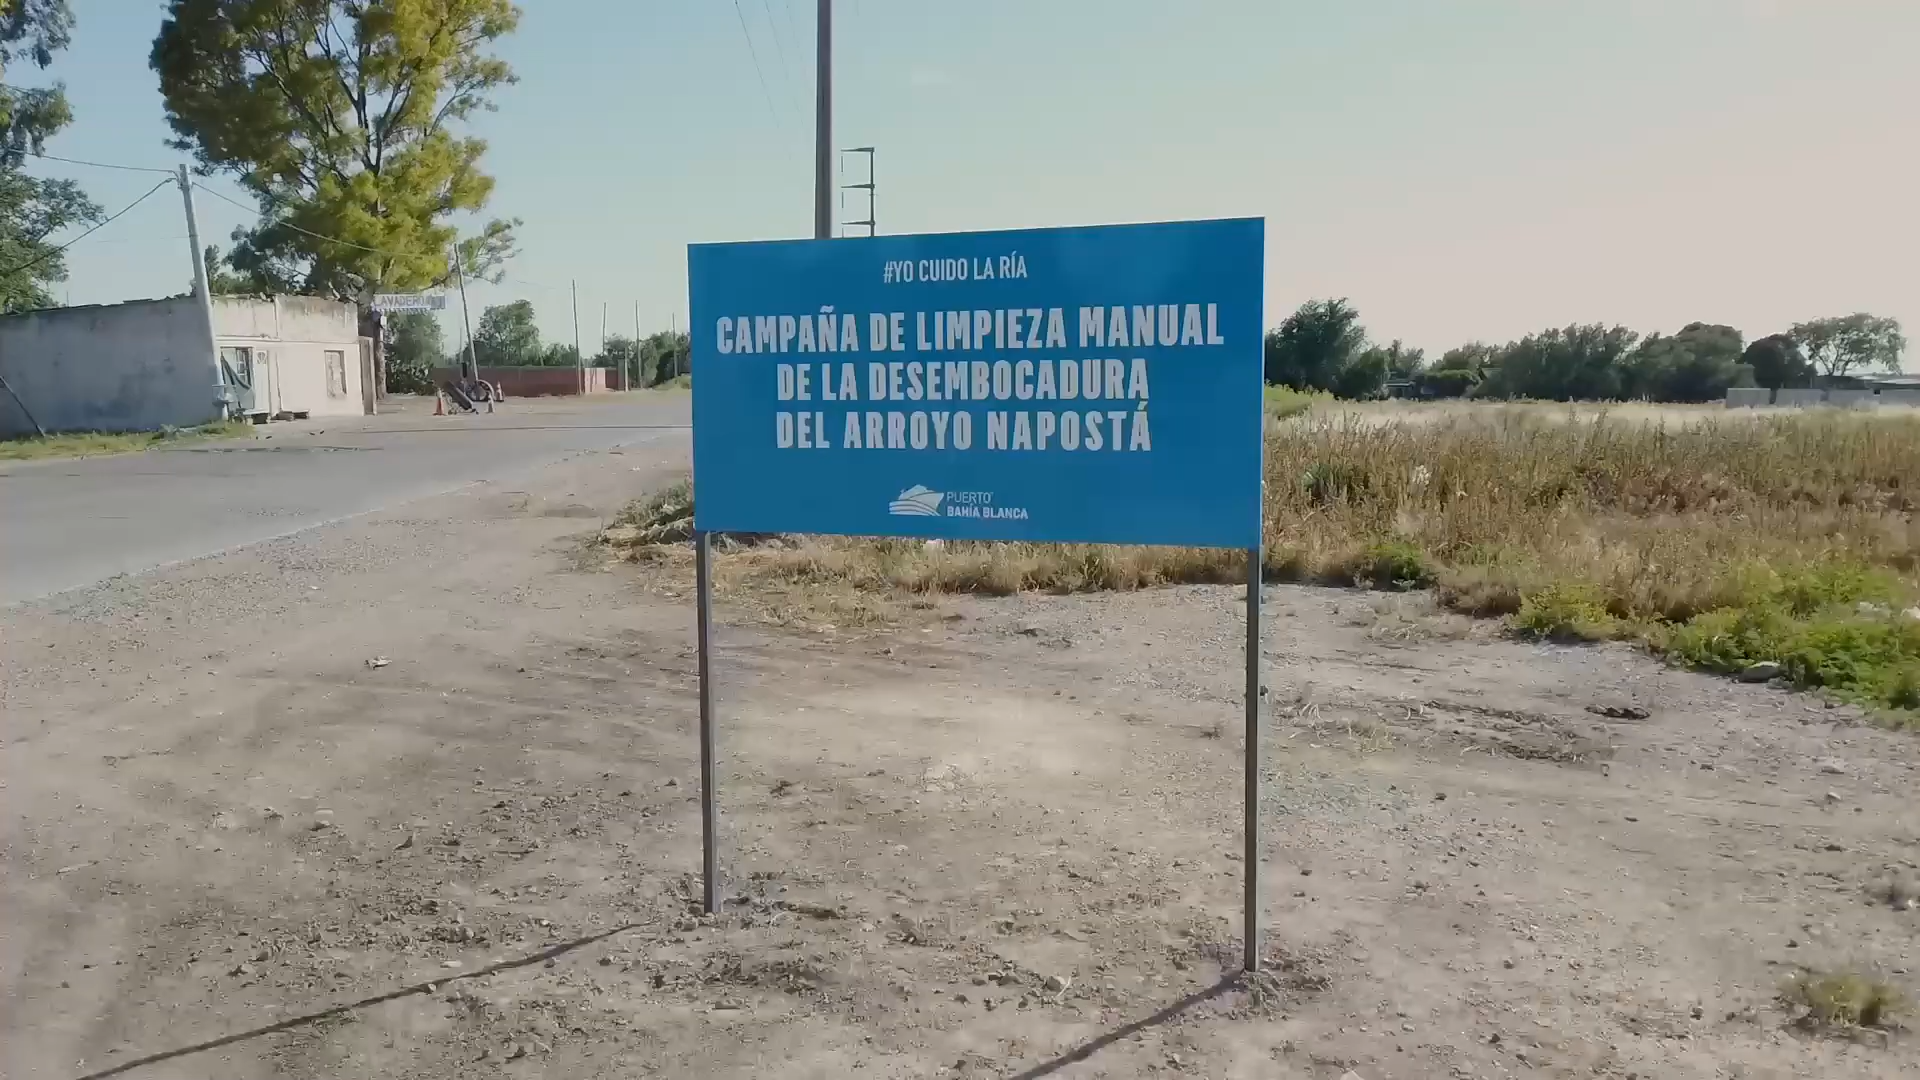 LAVADERO
#YO CUIDO LA RÍA
CAMPAÑA DE LIMPIEZA MANUAL
DE LA DESEMBOCADURA
DEL ARROYO NAPOSTÁ
PUERTO
BAHÍA BLANCA